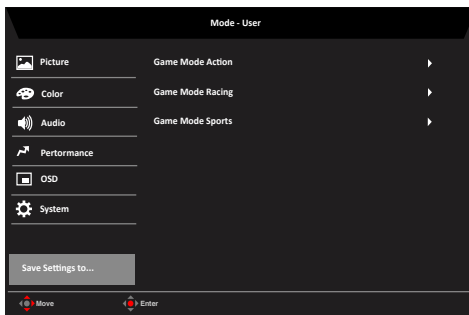 Mode - User
Picture
Game Mode Action
Color
Game Mode Racing
Audio
Game Mode Sports
Pertormance
OSD
System
Save Settings to...
Move
Enter